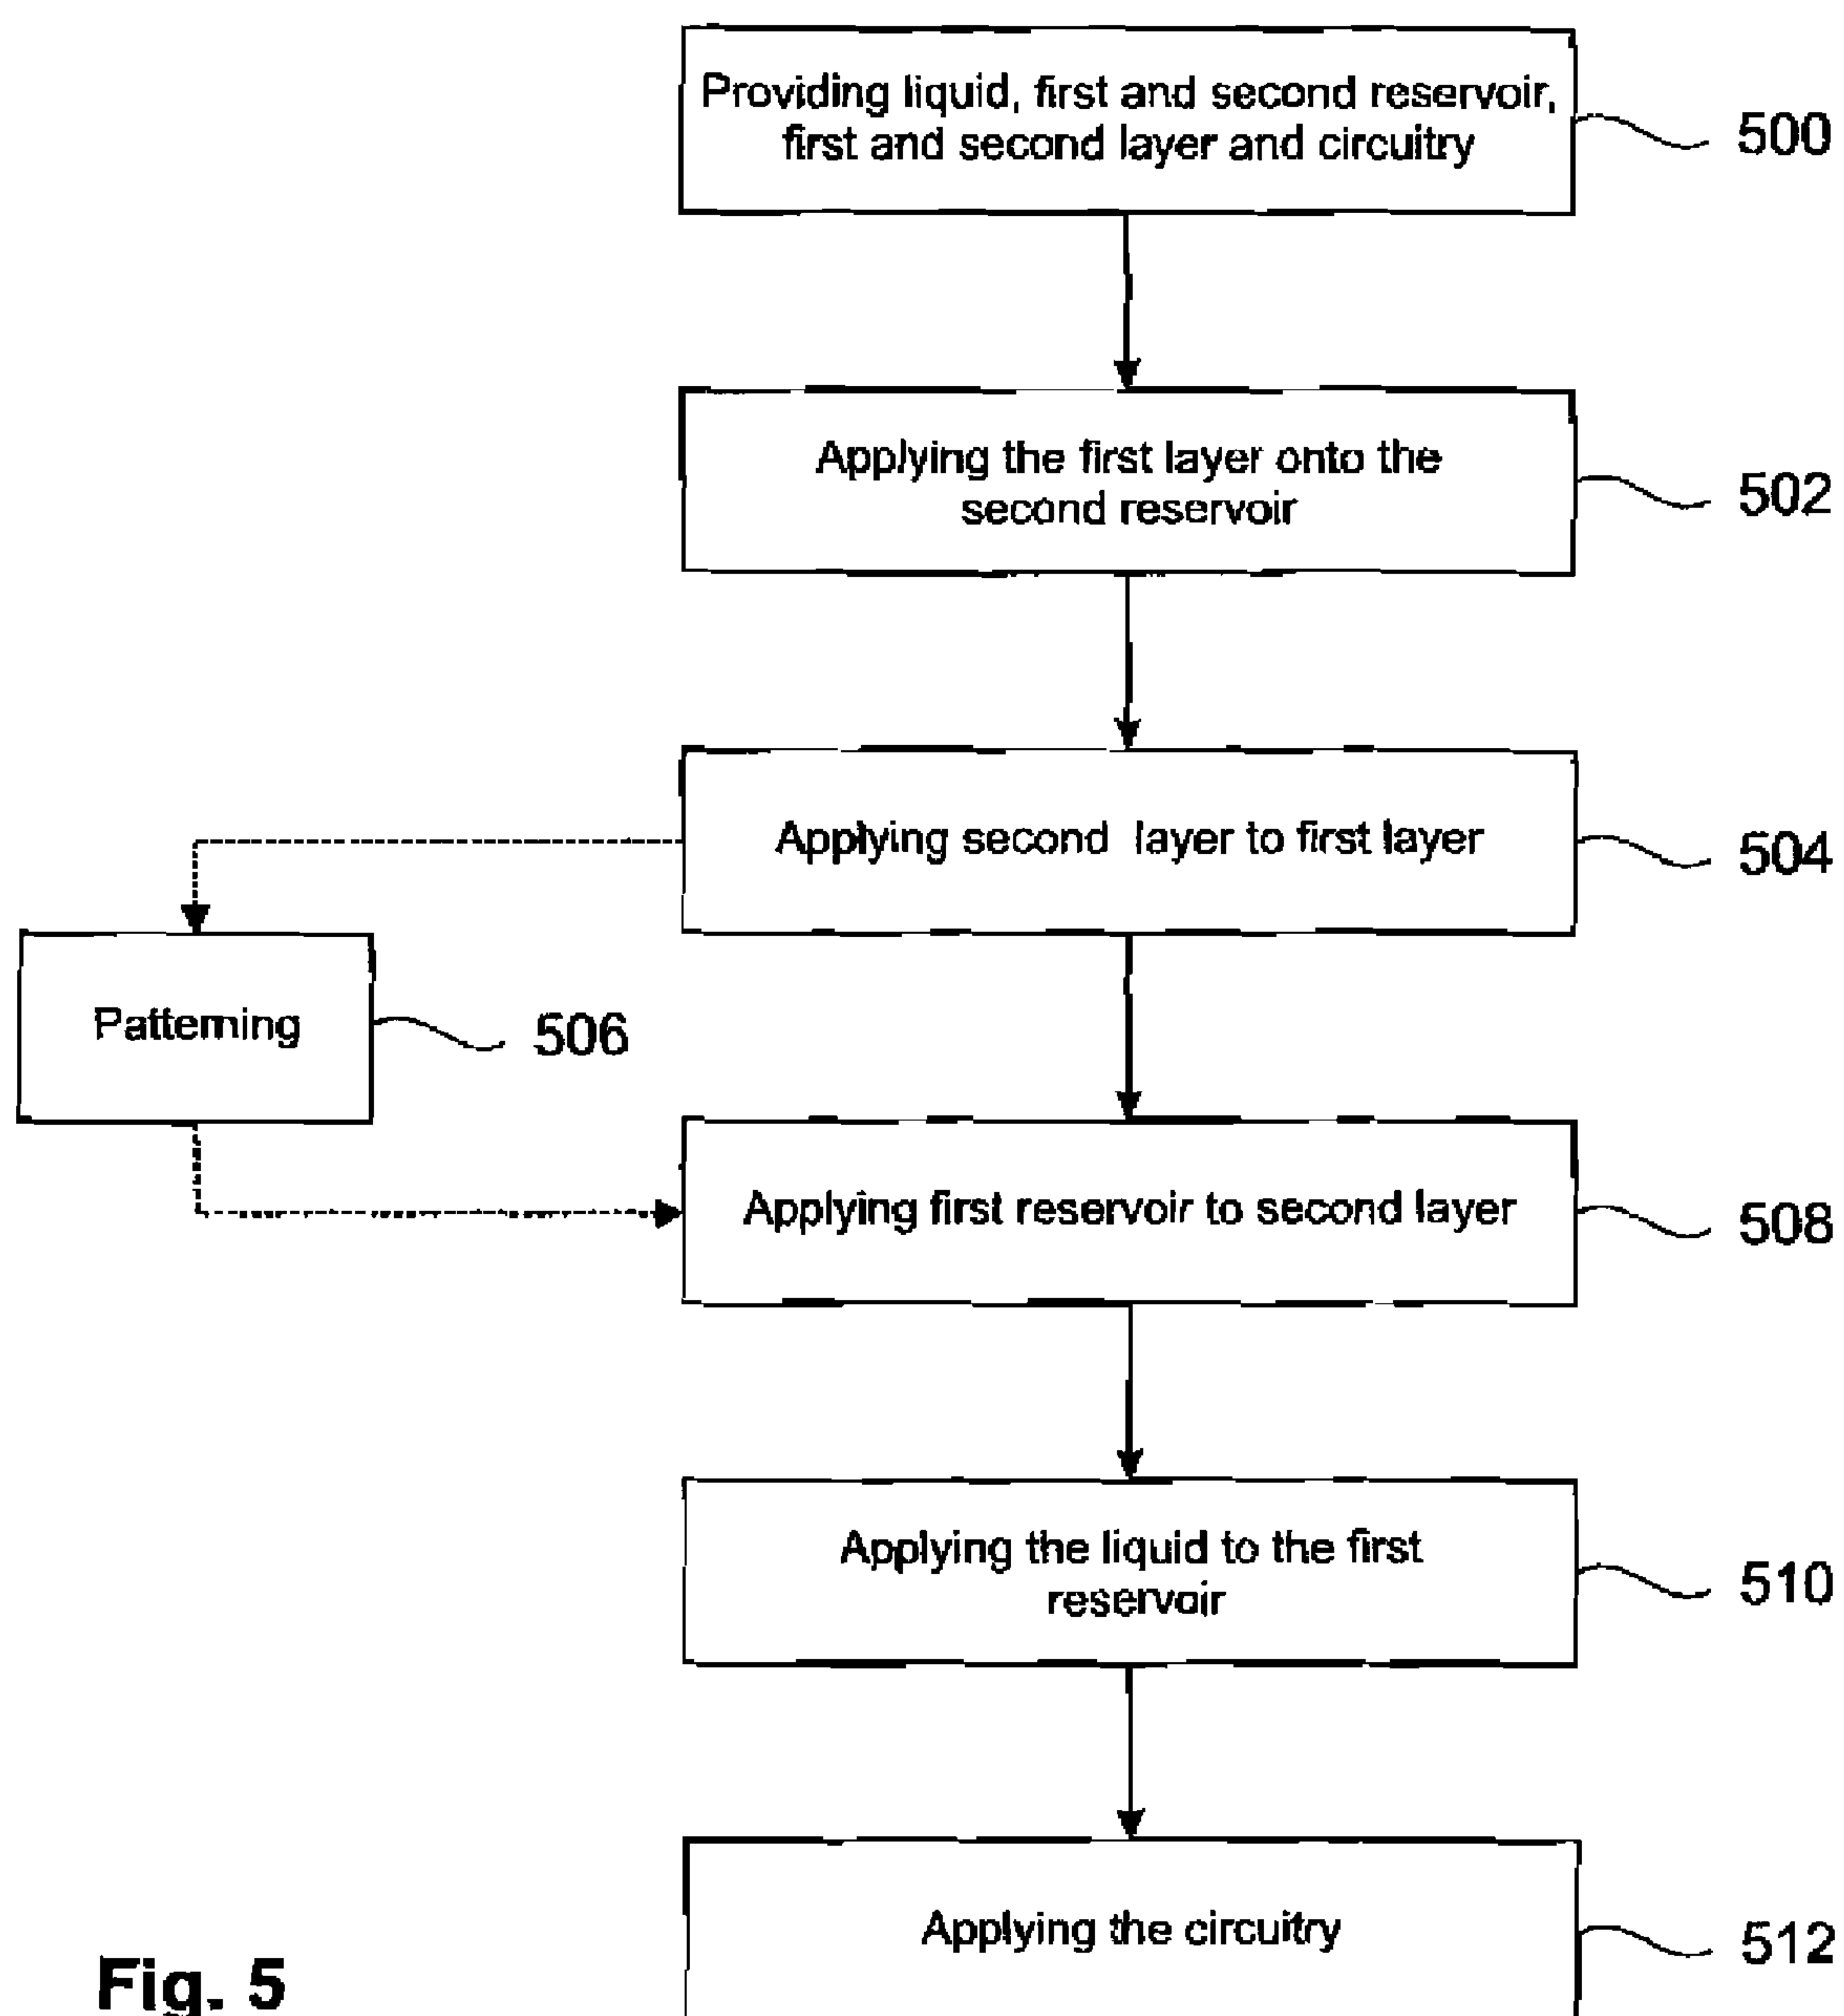 Providing liquid, first and second reservoir,
first and second layer and circuitry
500
Applying the first layer onto the
second reservoir
502
Applying second layer to first layer
504
Patterning
506
Applying first reservoir to second layer
508
Applying the liquid to the first
reservoir
510
Applying the circuitry
512
Fig. 5